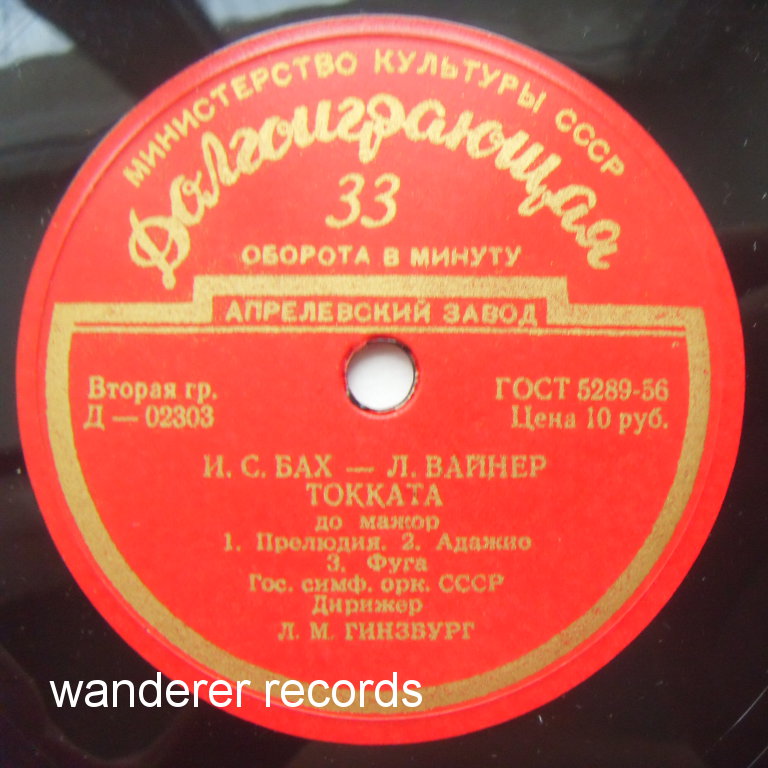 МИНИСТЕРСТВО КУЛЬТУРЫ СССР
Долгоиграющая
33
ОБОРОТА В МИНУТУ
АПРЕЛЕВСКИЙ ЗАВОД
Вторая гр.
Д — 02303
ГОСТ 5289-56
Цена 10 руб.
И. С. БАХ — Л. ВАЙНЕР
ТОККАТА
до мажор
1. Прелюдия. 2. Адажио
3. Фуга
Гос. симф. орк. СССР
Дирижер
Л. М. ГИНЗБУРГ
wanderer records